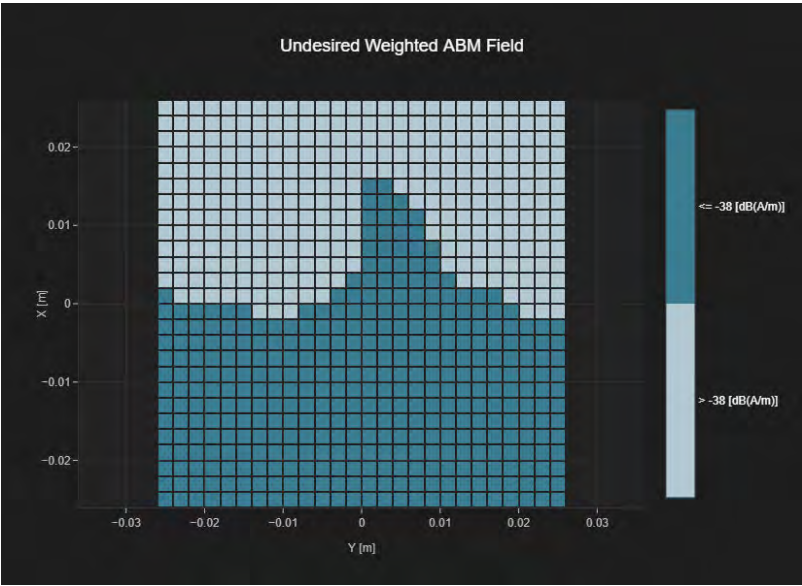 Undesired Weighted ABM Field
0.02
0.01
0
−0.01
−0.02
X [m]
−0.03
−0.02
−0.01
0
0.01
0.02
0.03
Y [m]
<= -38 [dB(A/m)]
> -38 [dB(A/m)]